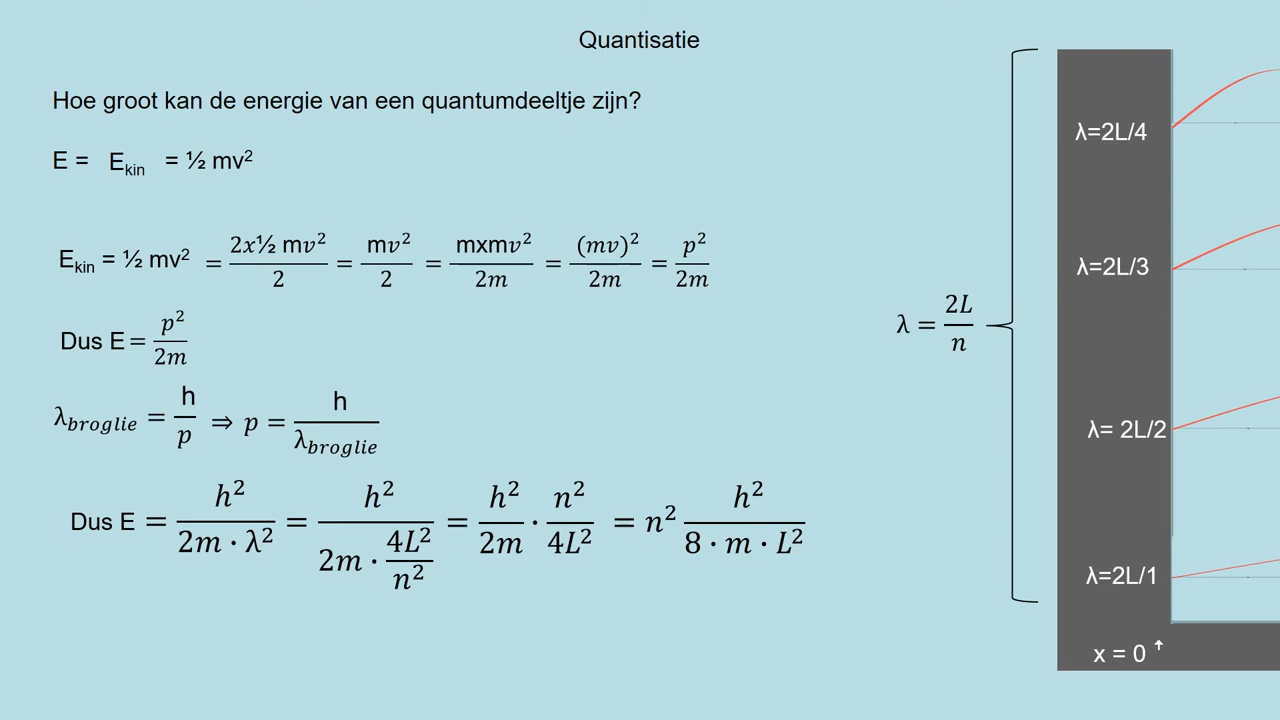 Quantisatie
Hoe groot kan de energie van een quantumdeeltje zijn?
E = E_kin = ½ mv²
E_kin = ½ mv² = (2x½ mv²)/2 = mv²/2 = mxmv²/2m = (mv)²/2m = p²/2m
Dus E = p²/2m
λ_broglie = h/p ⇒ p = h/λ_broglie
Dus E = h²/(2m · λ²) = h²/(2m · 4L²/n²) = h²/2m · n²/4L² = n² h²/(8 · m · L²)
λ = 2L/n
λ=2L/4
λ=2L/3
λ= 2L/2
λ=2L/1
x = 0 ↑